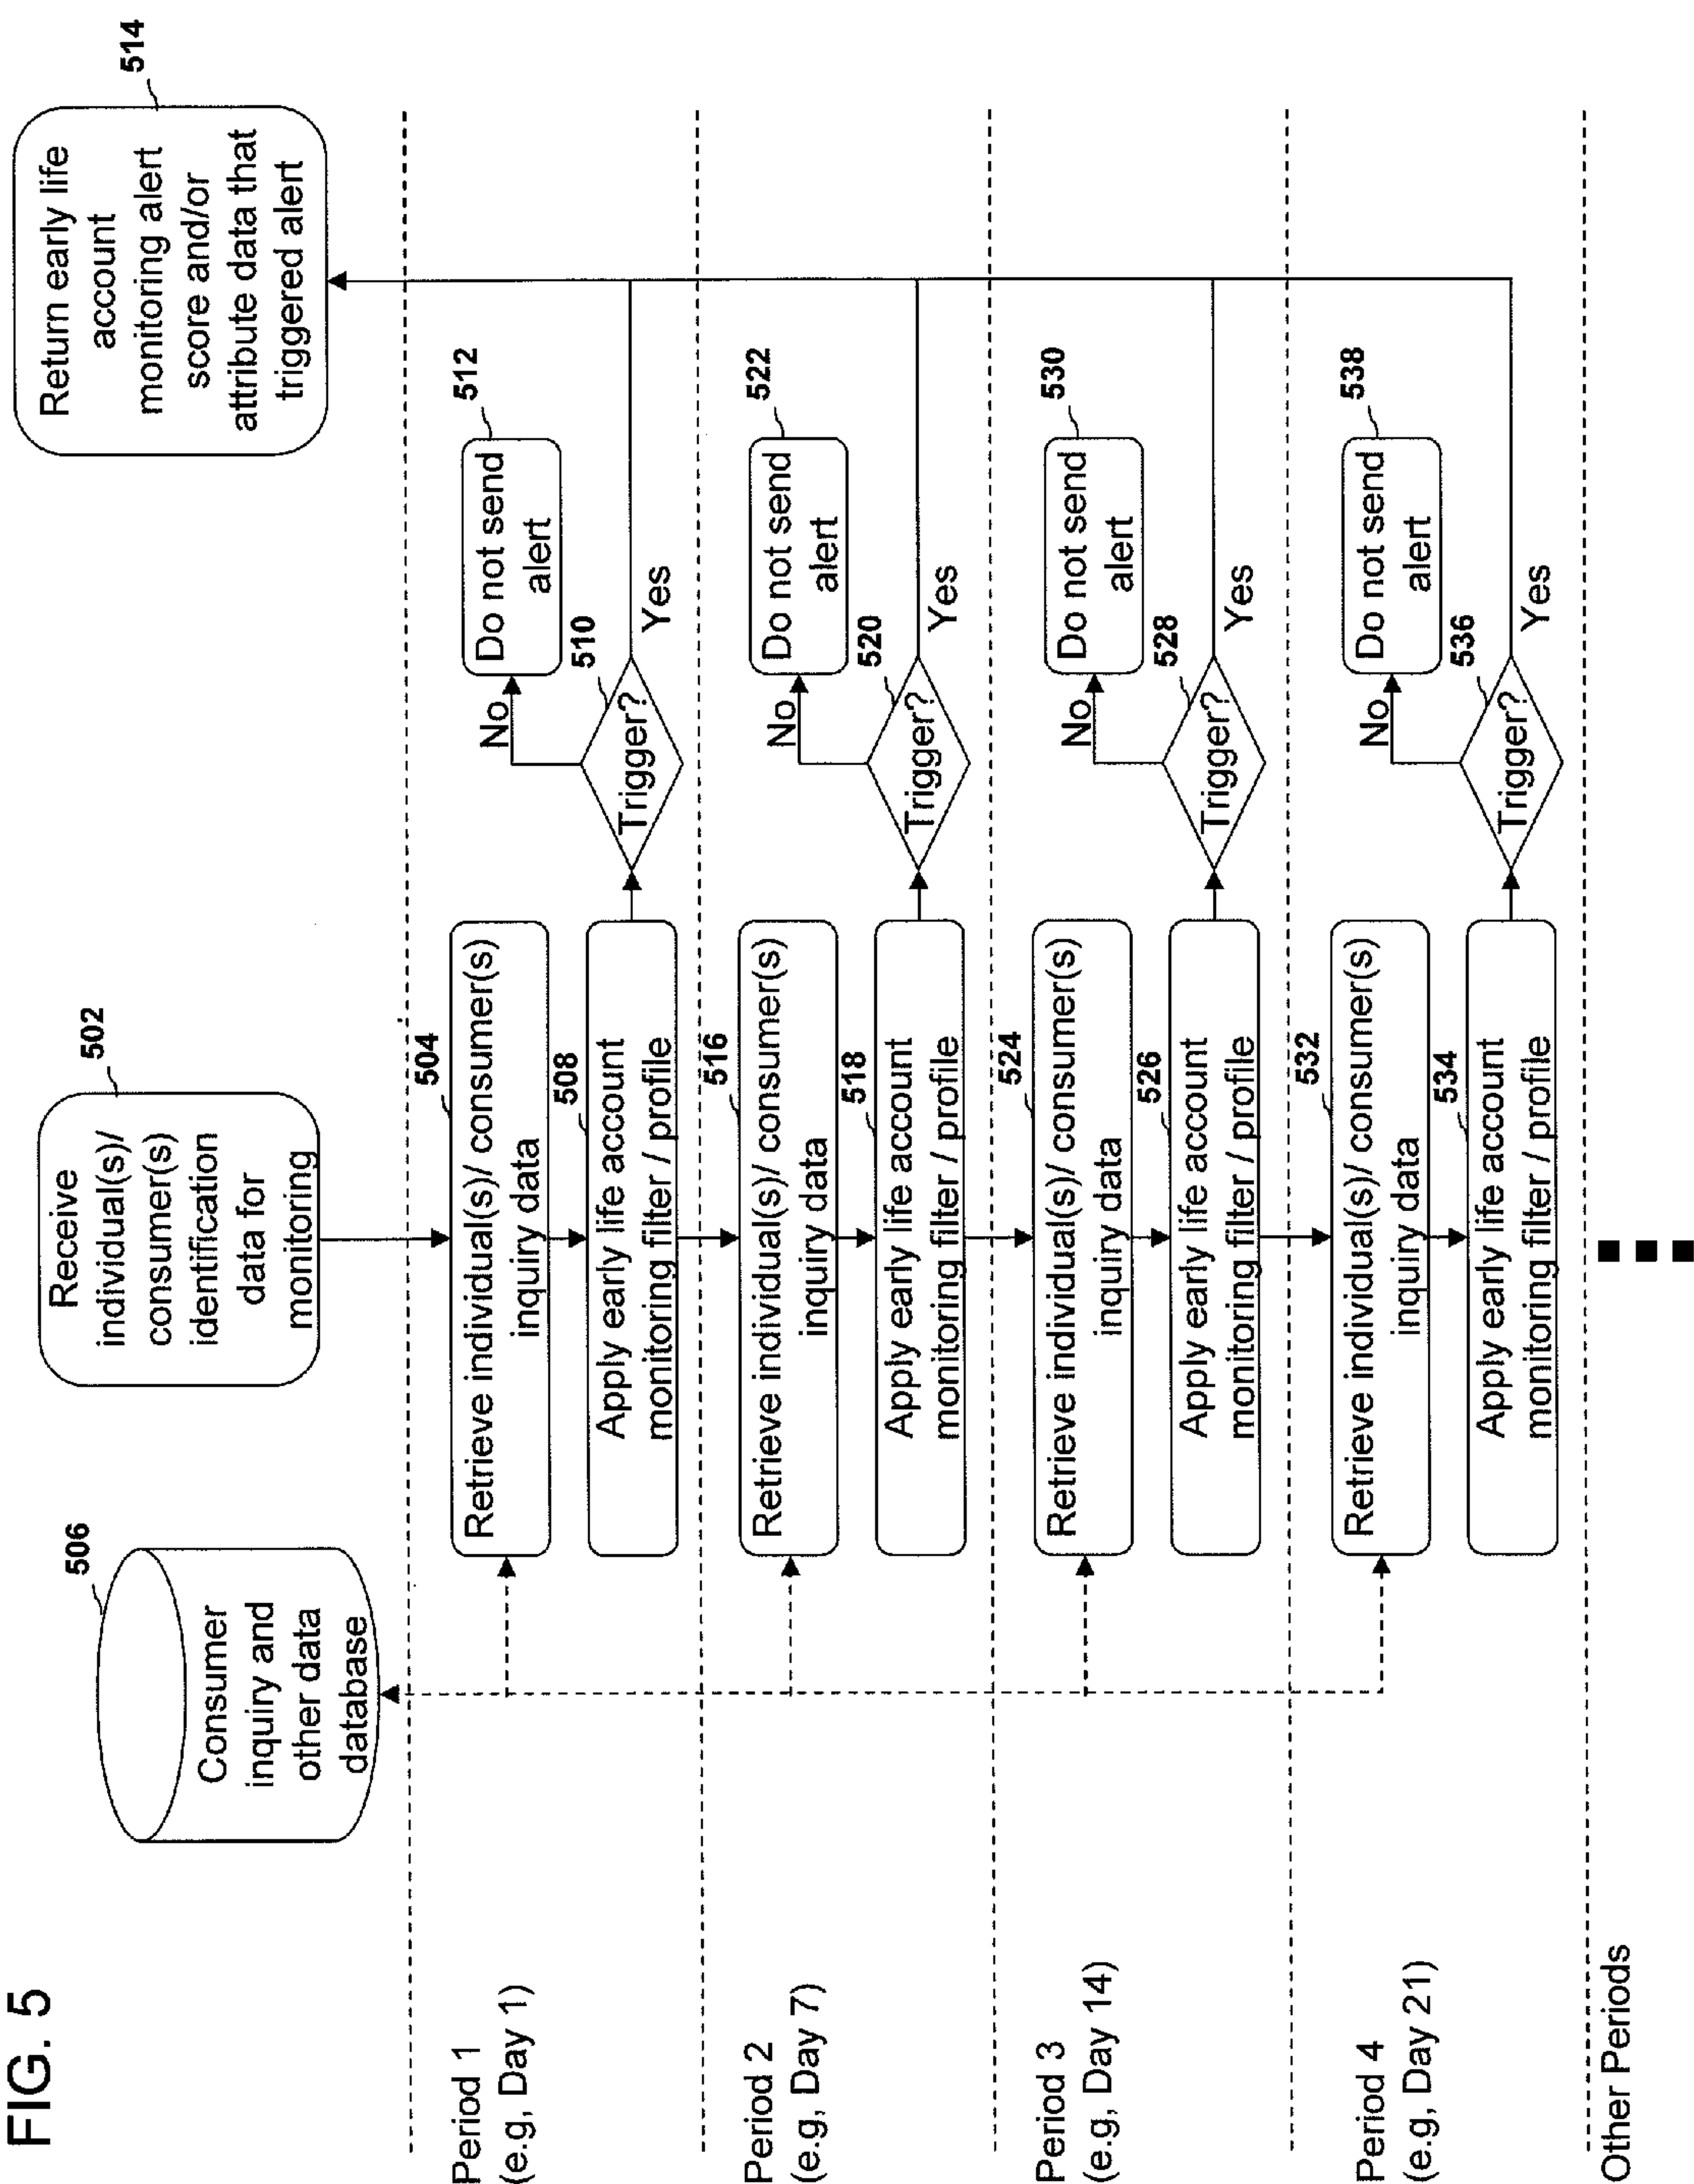 FIG. 5
506
Consumer
inquiry and
other data
database
502
Receive
individual(s)/
consumer(s)
identification
data for
monitoring
514
Return early life
account
monitoring alert
score and/or
attribute data that
triggered alert
Period 1
(e.g, Day 1)
504
Retrieve individual(s)/ consumer(s)
inquiry data
508
Apply early life account
monitoring filter / profile
Trigger?
510
No
Yes
512
Do not send
alert
Period 2
(e.g, Day 7)
516
Retrieve individual(s)/ consumer(s)
inquiry data
518
Apply early life account
monitoring filter / profile
Trigger?
520
No
Yes
522
Do not send
alert
Period 3
(e.g, Day 14)
524
Retrieve individual(s)/ consumer(s)
inquiry data
526
Apply early life account
monitoring filter / profile
Trigger?
528
No
Yes
530
Do not send
alert
Period 4
(e.g, Day 21)
532
Retrieve individual(s)/ consumer(s)
inquiry data
534
Apply early life account
monitoring filter / profile
Trigger?
536
No
Yes
538
Do not send
alert
Other Periods